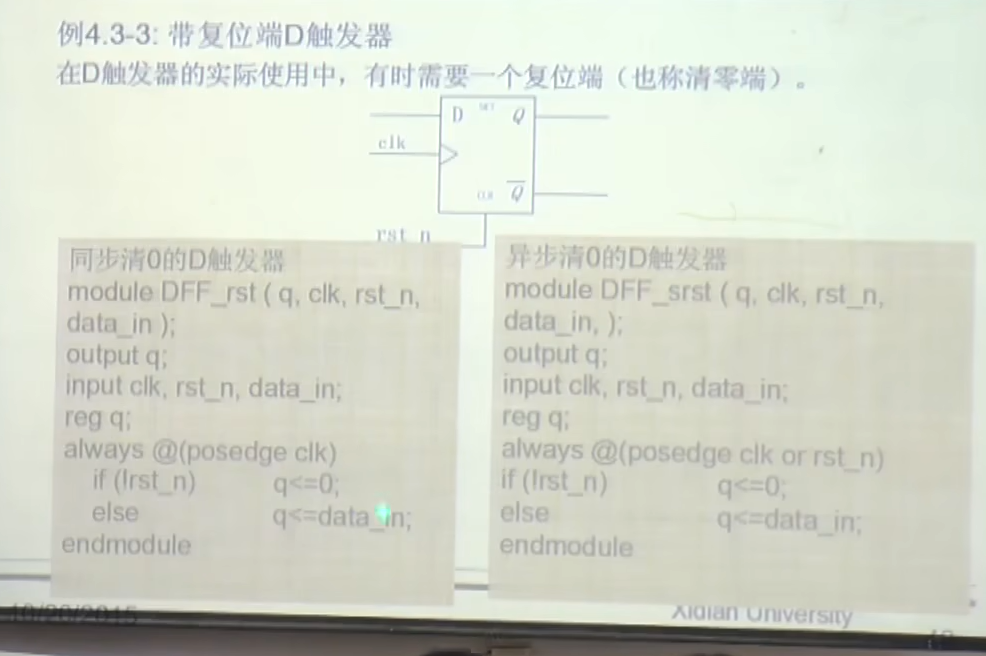 例4.3-3: 带复位端D触发器
在D触发器的实际使用中，有时需要一个复位端（也称清零端）。
D SET Q
clk
CLR Q
rst_n
同步清0的D触发器
module DFF_rst ( q, clk, rst_n,
data_in );
output q;
input clk, rst_n, data_in;
reg q;
always @(posedge clk)
if (!rst_n) q<=0;
else q<=data_in;
endmodule
异步清0的D触发器
module DFF_srst ( q, clk, rst_n,
data_in, );
output q;
input clk, rst_n, data_in;
reg q;
always @(posedge clk or rst_n)
if (!rst_n) q<=0;
else q<=data_in;
endmodule
Xidian University